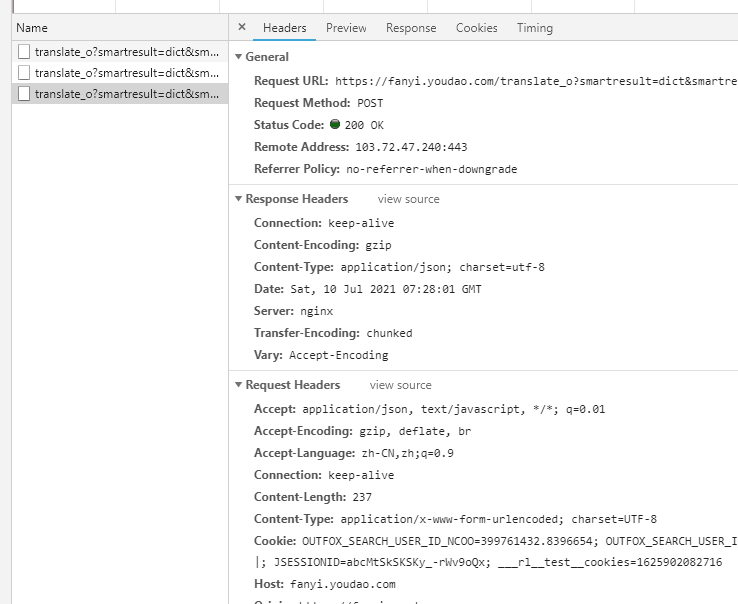 Name
× Headers Preview Response Cookies Timing
translate_o?smartresult=dict&sm...
translate_o?smartresult=dict&sm...
translate_o?smartresult=dict&sm...
General
Request URL: https://fanyi.youdao.com/translate_o?smartresult=dict&smartre
Request Method: POST
Status Code: 200 OK
Remote Address: 103.72.47.240:443
Referrer Policy: no-referrer-when-downgrade
Response Headers view source
Connection: keep-alive
Content-Encoding: gzip
Content-Type: application/json; charset=utf-8
Date: Sat, 10 Jul 2021 07:28:01 GMT
Server: nginx
Transfer-Encoding: chunked
Vary: Accept-Encoding
Request Headers view source
Accept: application/json, text/javascript, */*; q=0.01
Accept-Encoding: gzip, deflate, br
Accept-Language: zh-CN,zh;q=0.9
Connection: keep-alive
Content-Length: 237
Content-Type: application/x-www-form-urlencoded; charset=UTF-8
Cookie: OUTFOX_SEARCH_USER_ID_NCOO=399761432.8396654; OUTFOX_SEARCH_USER_I
|; JSESSIONID=abcMtSkSKSKy_-rWv9oQx; ___rl__test__cookies=1625902082716
Host: fanyi.youdao.com